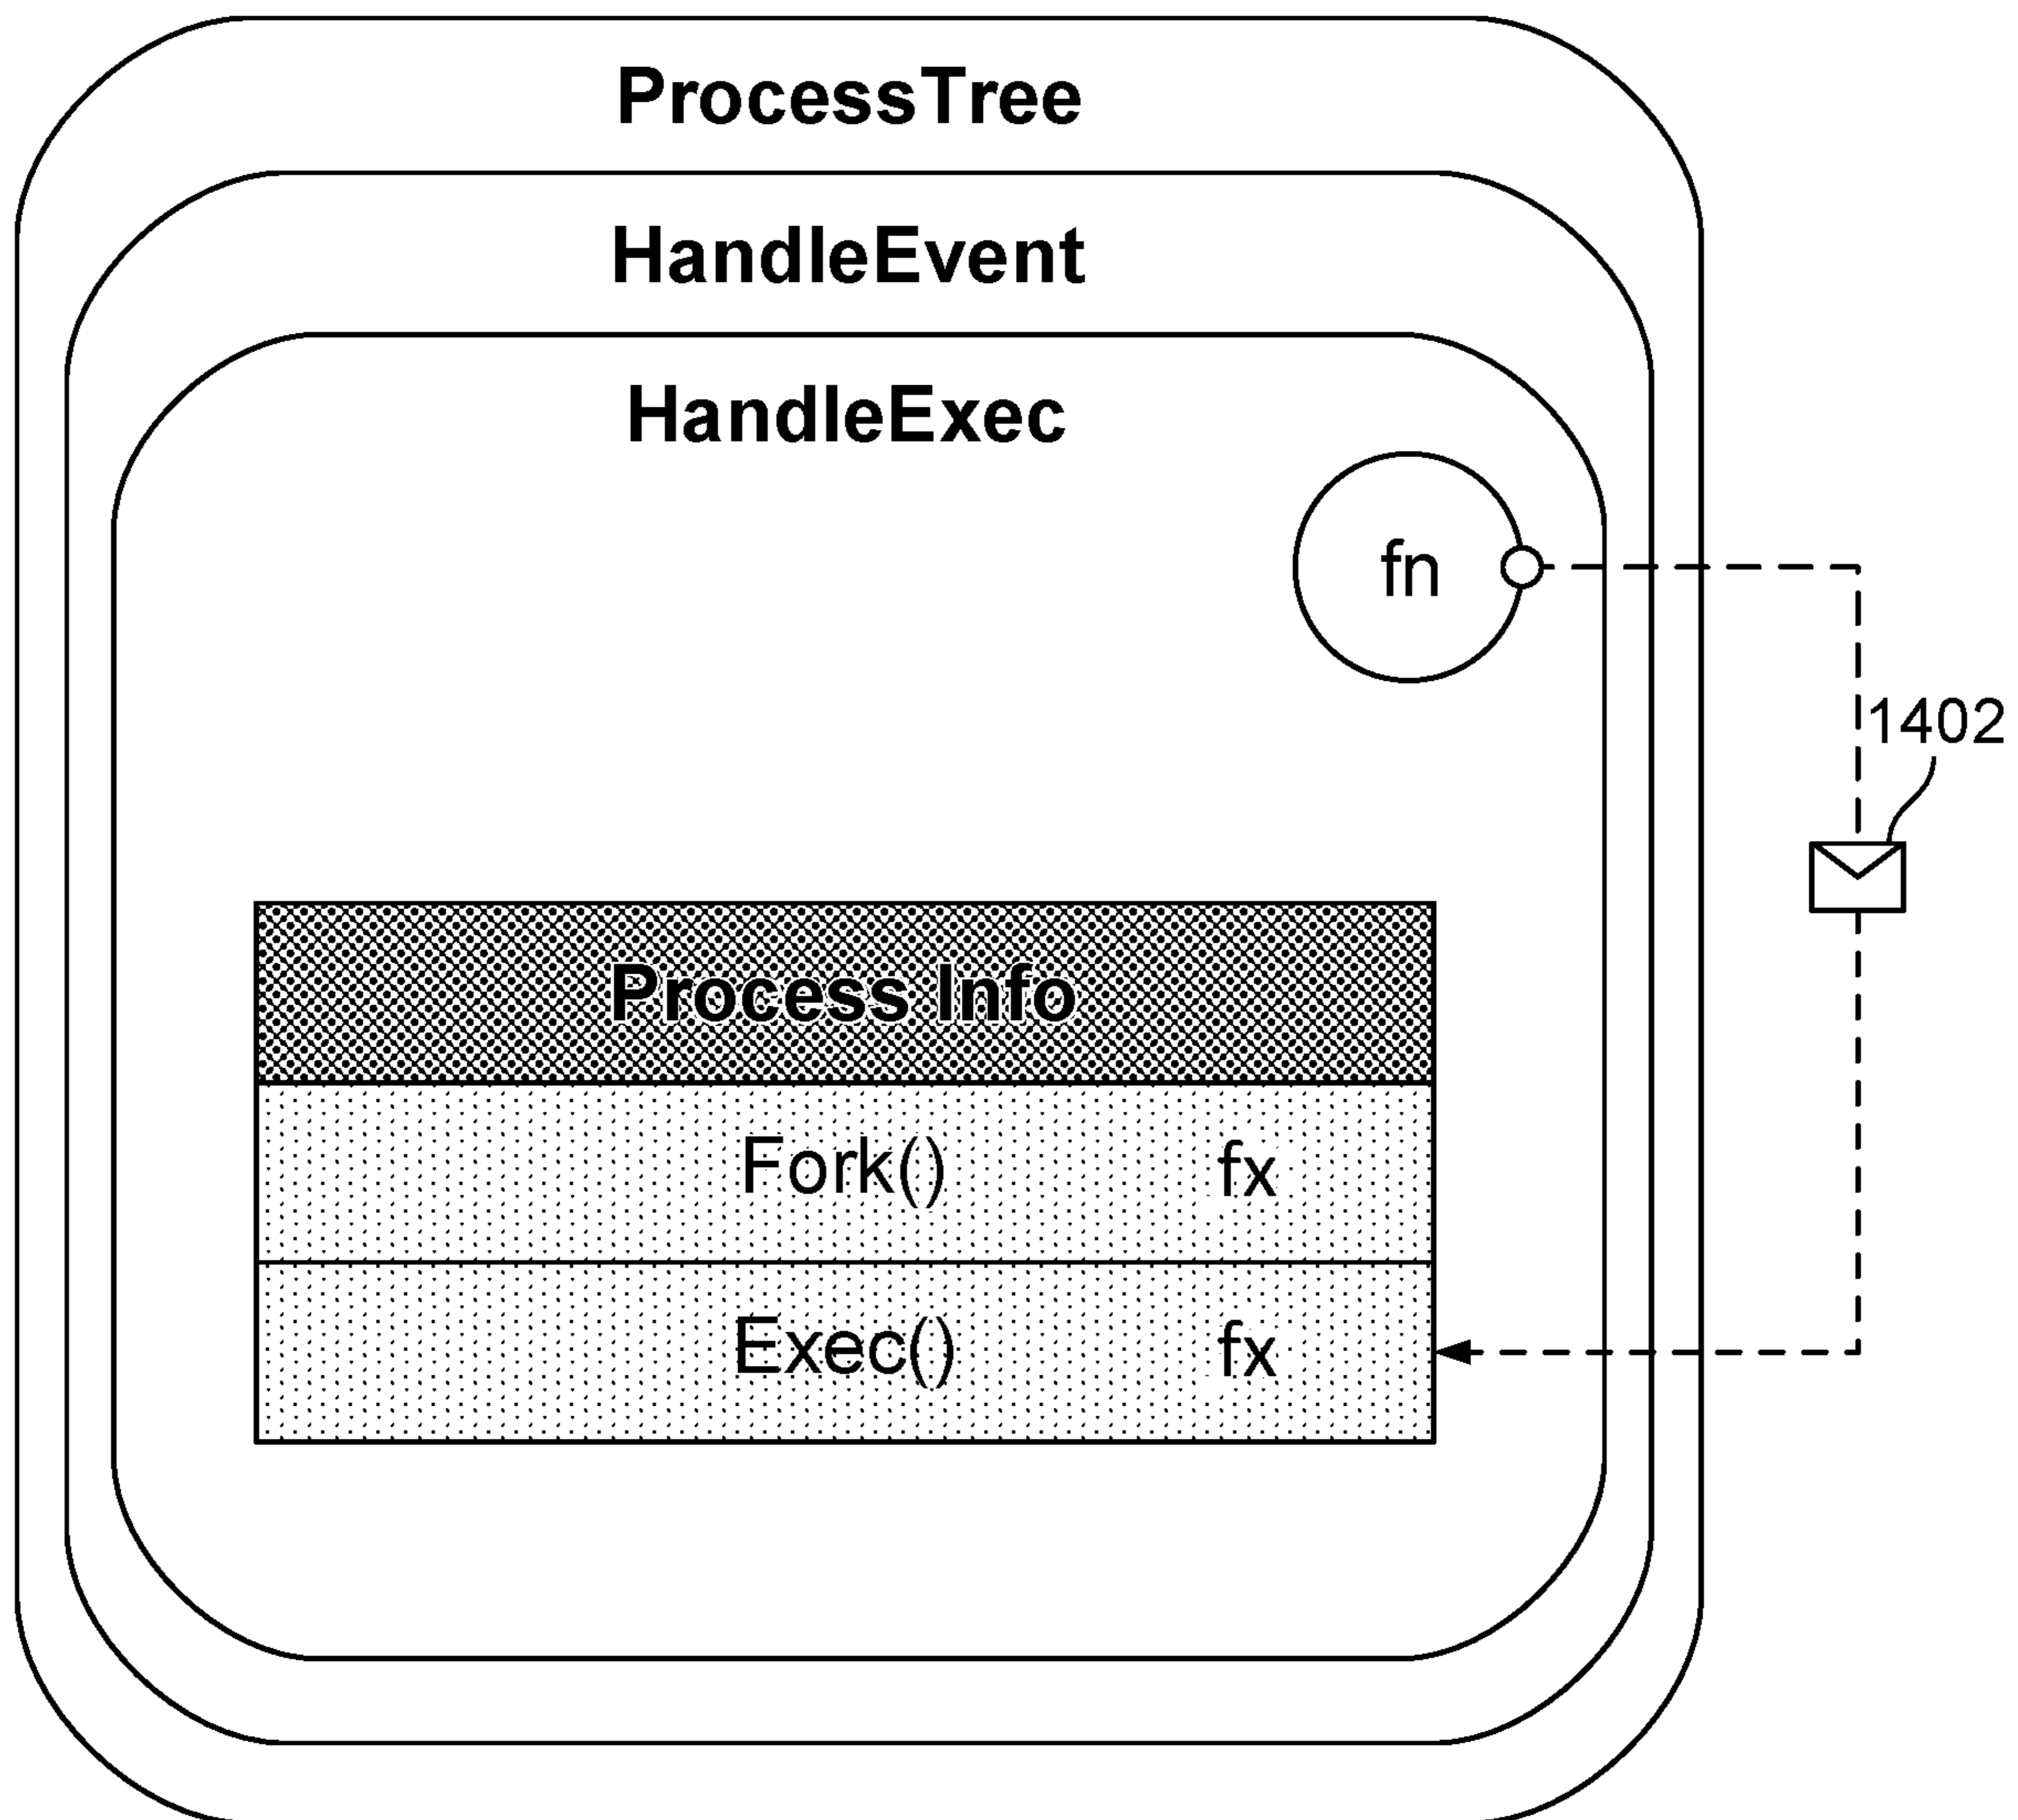 ProcessTree
HandleEvent
HandleExec
fn
1402
Process Info
Fork() fx
Exec() fx